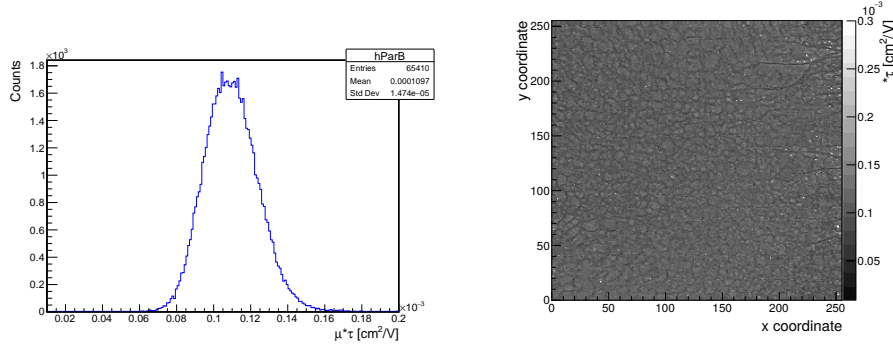 ×10³
hParB
Entries 65410
Mean 0.0001097
Std Dev 1.474e−05
Counts
1.8
1.6
1.4
1.2
1
0.8
0.6
0.4
0.2
0
0.02 0.04 0.06 0.08 0.1 0.12 0.14 0.16 0.18 0.2
×10⁻³
μ*τ [cm²/V]
×10⁻³
y coordinate
250
200
150
100
50
0
0 50 100 150 200 250
x coordinate
0.3
0.25
0.2
0.15
0.1
0.05
*τ [cm²/V]